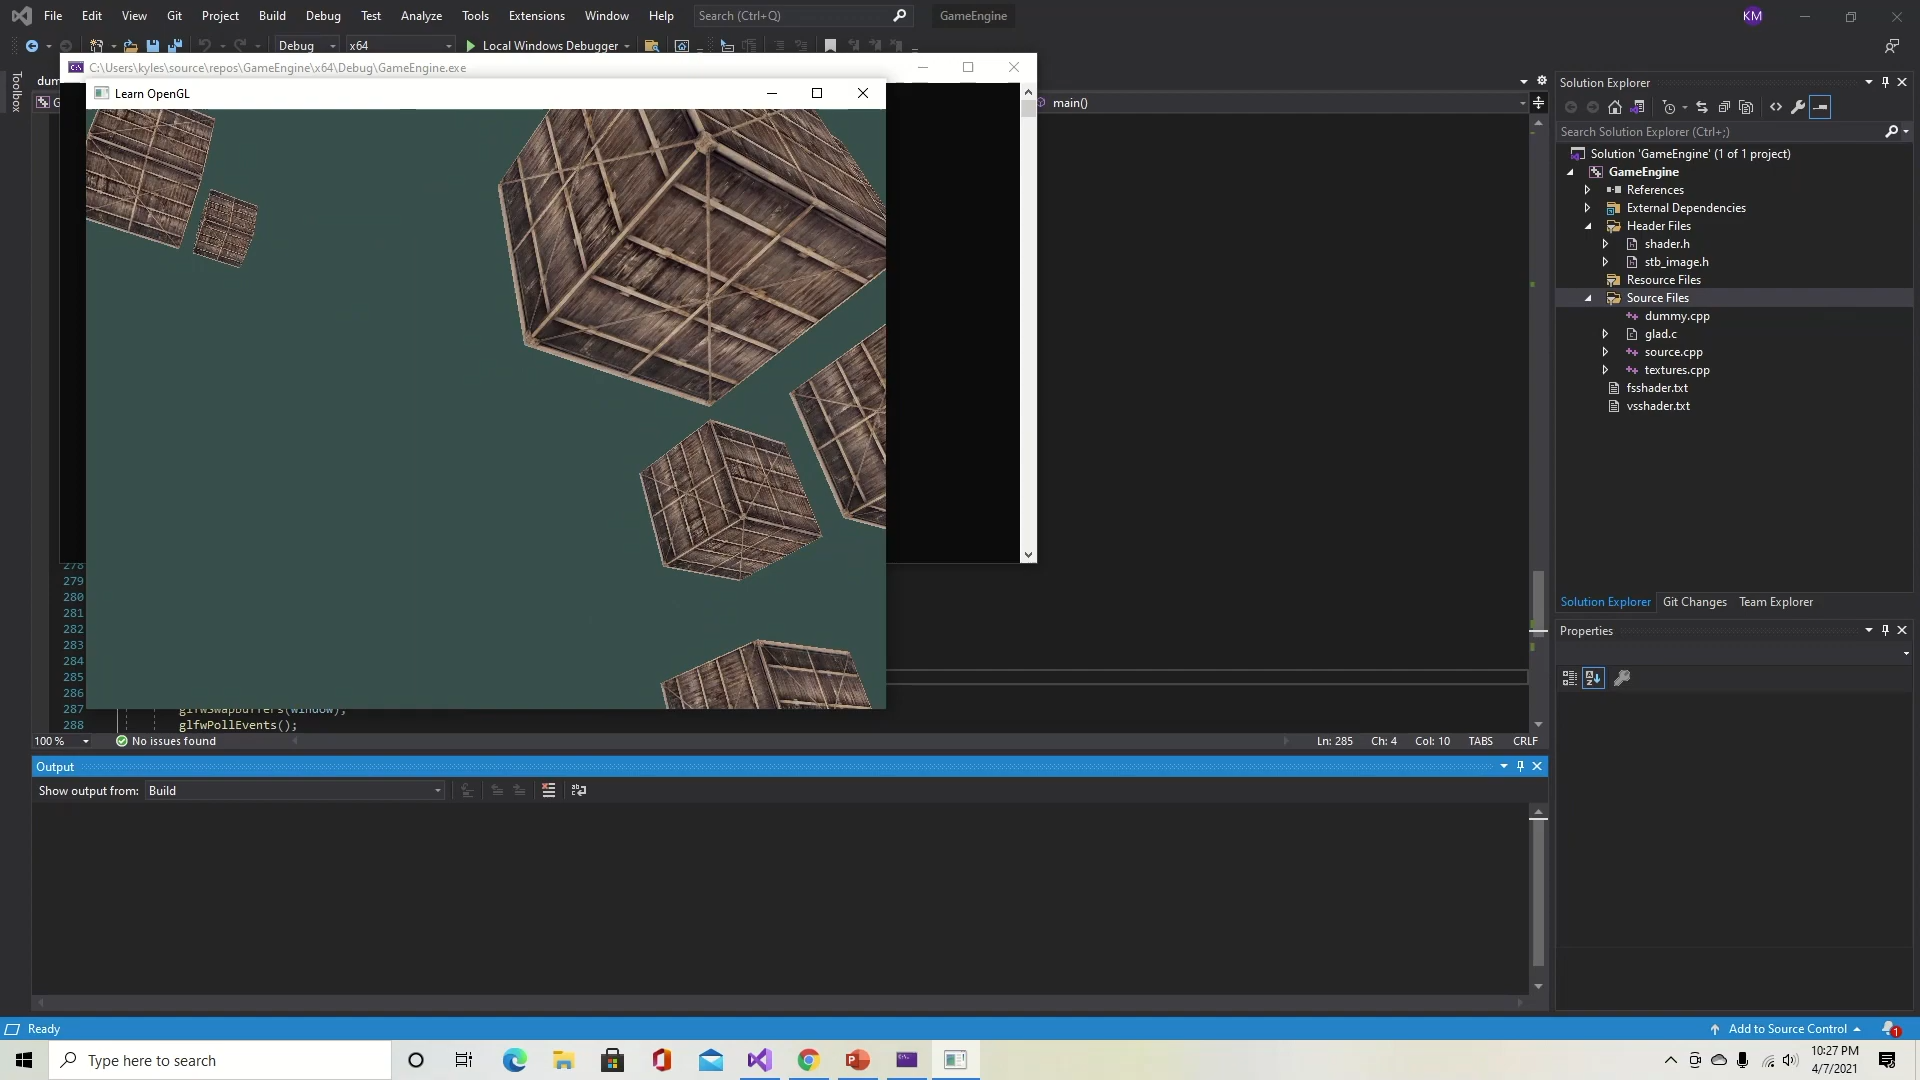 File Edit View Git Project Build Debug Test Analyze Tools Extensions Window Help Search (Ctrl+Q) GameEngine KM
Debug x64 Local Windows Debugger
C:\Users\kyles\source\repos\GameEngine\x64\Debug\GameEngine.exe
Learn OpenGL
Toolbox
main()
Solution Explorer
Search Solution Explorer (Ctrl+;)
Solution 'GameEngine' (1 of 1 project)
GameEngine
References
External Dependencies
Header Files
shader.h
stb_image.h
Resource Files
Source Files
dummy.cpp
glad.c
source.cpp
textures.cpp
fsshader.txt
vsshader.txt
Solution Explorer Git Changes Team Explorer
Properties
278
279
280
281
282
283
284
285
286
287 glfwSwapBuffers(window);
288 glfwPollEvents();
100 % No issues found Ln: 285 Ch: 4 Col: 10 TABS CRLF
Output
Show output from: Build
Ready Add to Source Control 1
Type here to search
10:27 PM
4/7/2021